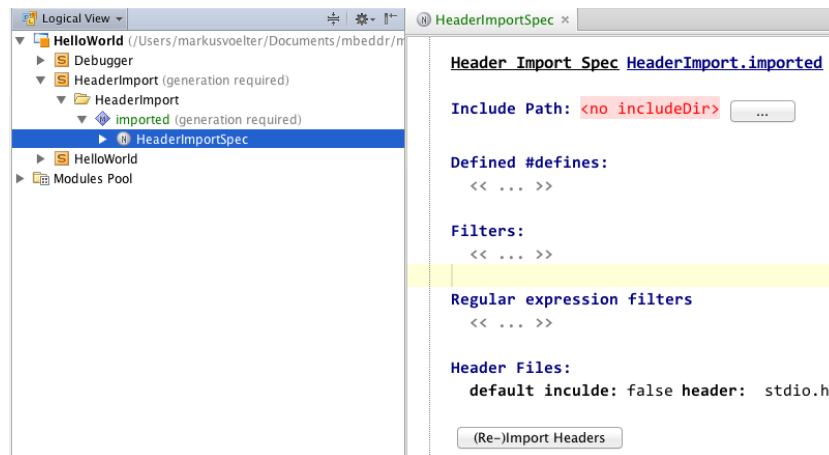 Logical View
HelloWorld (/Users/markusvoelter/Documents/mbeddr/m
S Debugger
S HeaderImport (generation required)
HeaderImport
M imported (generation required)
N HeaderImportSpec
S HelloWorld
Modules Pool
N HeaderImportSpec ×
Header Import Spec HeaderImport.imported
Include Path: <no includeDir> ...
Defined #defines:
<< ... >>
Filters:
<< ... >>
Regular expression filters
<< ... >>
Header Files:
default inculde: false header: stdio.h
(Re-)Import Headers